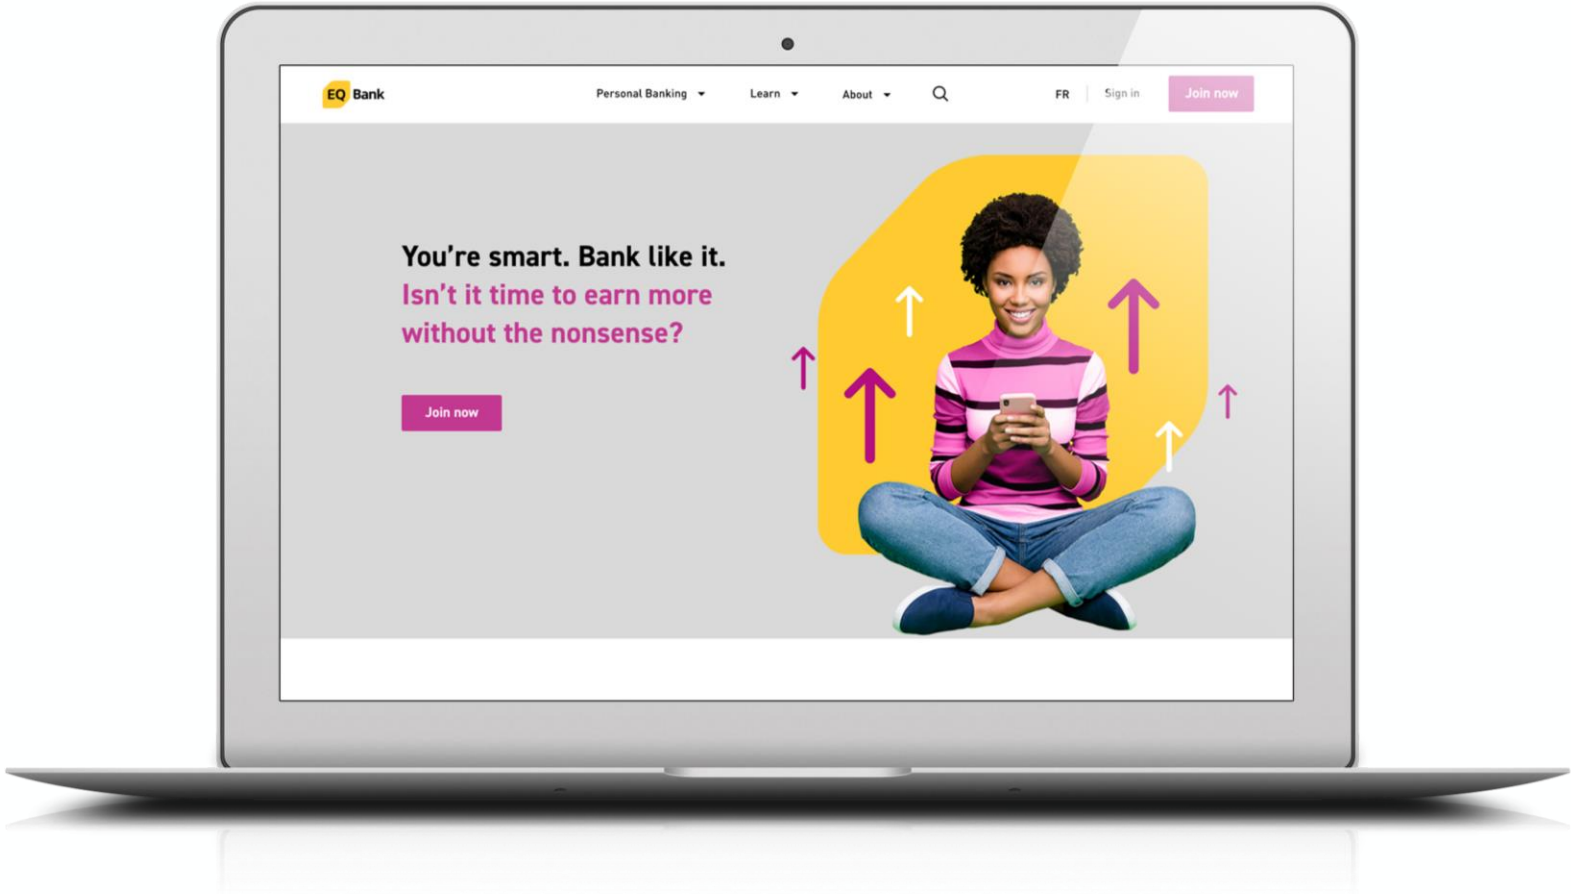 EQ Bank
Personal Banking
Learn
About
FR
Sign in
Join now
You're smart. Bank like it.
Isn't it time to earn more
without the nonsense?
Join now